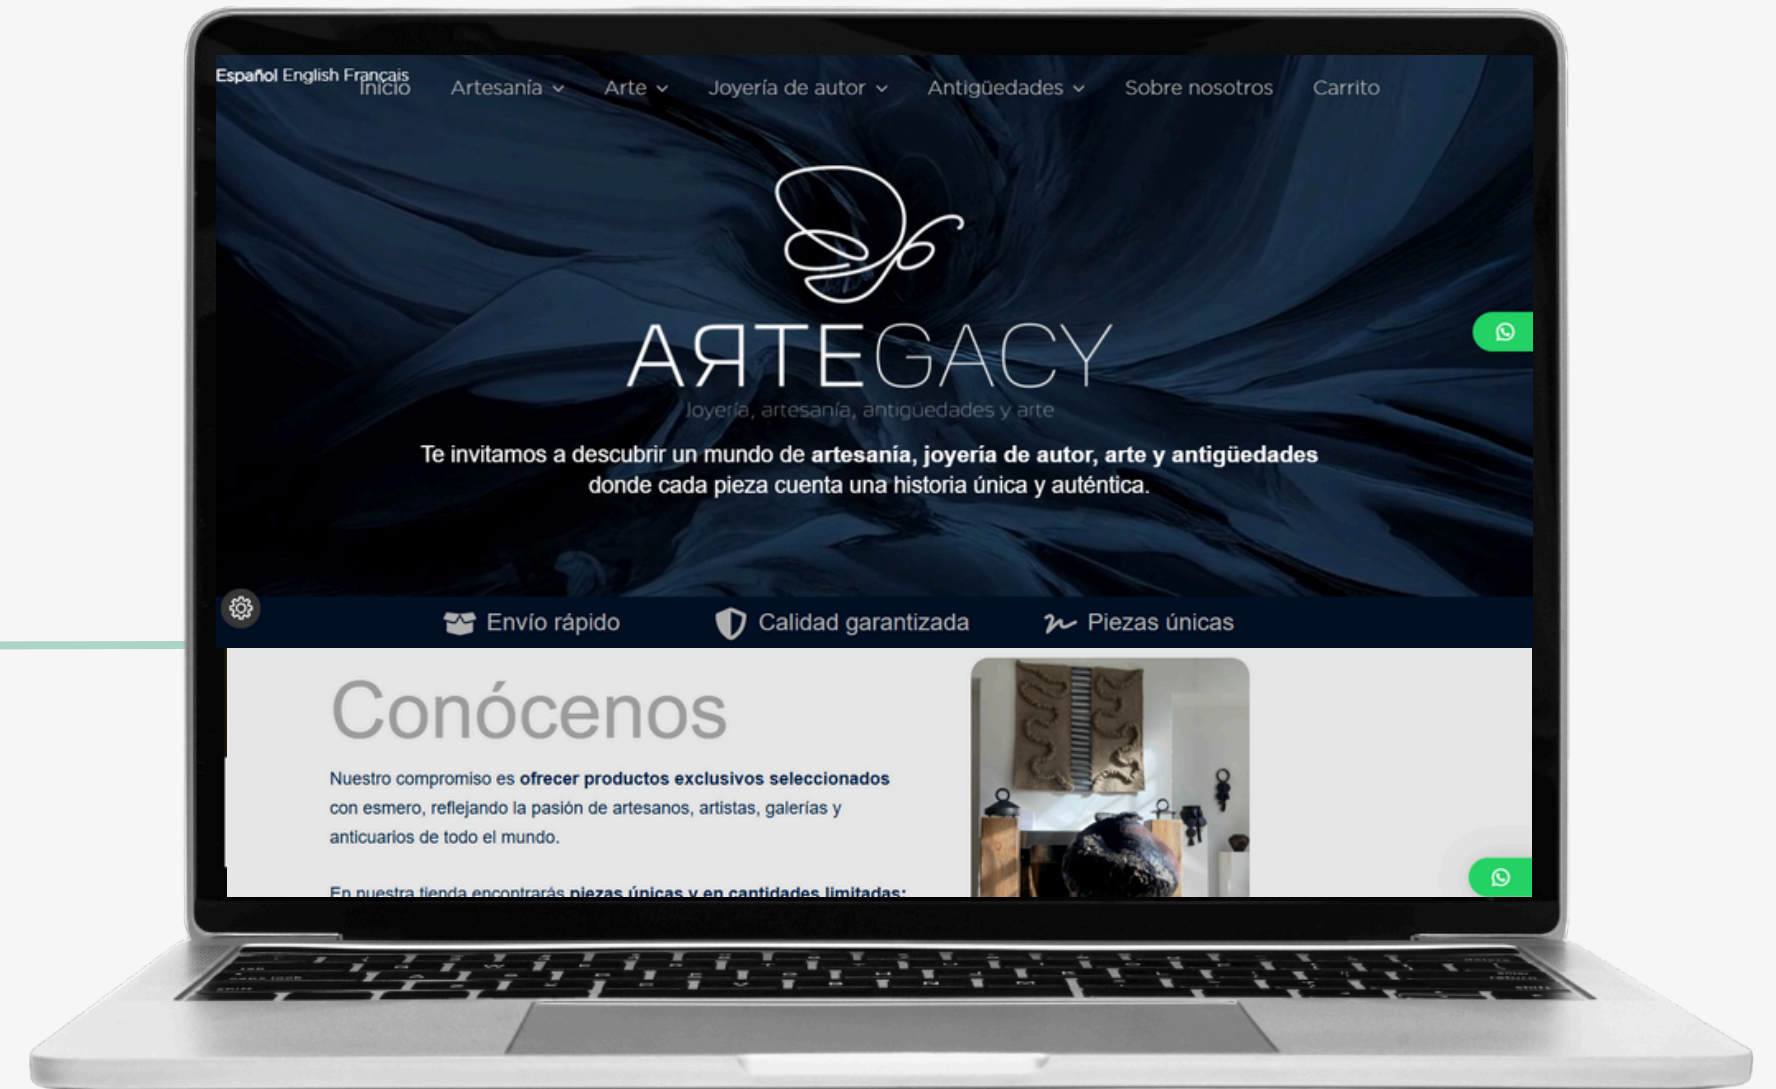 Español English Français
Inicio Artesanía Arte Joyería de autor Antigüedades Sobre nosotros Carrito
AЯTEGACY
Joyería, artesanía, antigüedades y arte
Te invitamos a descubrir un mundo de artesanía, joyería de autor, arte y antigüedades
donde cada pieza cuenta una historia única y auténtica.
Envío rápido Calidad garantizada Piezas únicas
Conócenos
Nuestro compromiso es ofrecer productos exclusivos seleccionados
con esmero, reflejando la pasión de artesanos, artistas, galerías y
anticuarios de todo el mundo.
En nuestra tienda encontrarás piezas únicas y en cantidades limitadas: